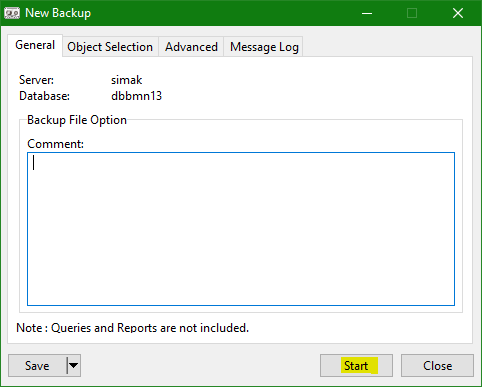 New Backup
General Object Selection Advanced Message Log
Server: simak
Database: dbbmn13
Backup File Option
Comment:
Note : Queries and Reports are not included.
Save Start Close